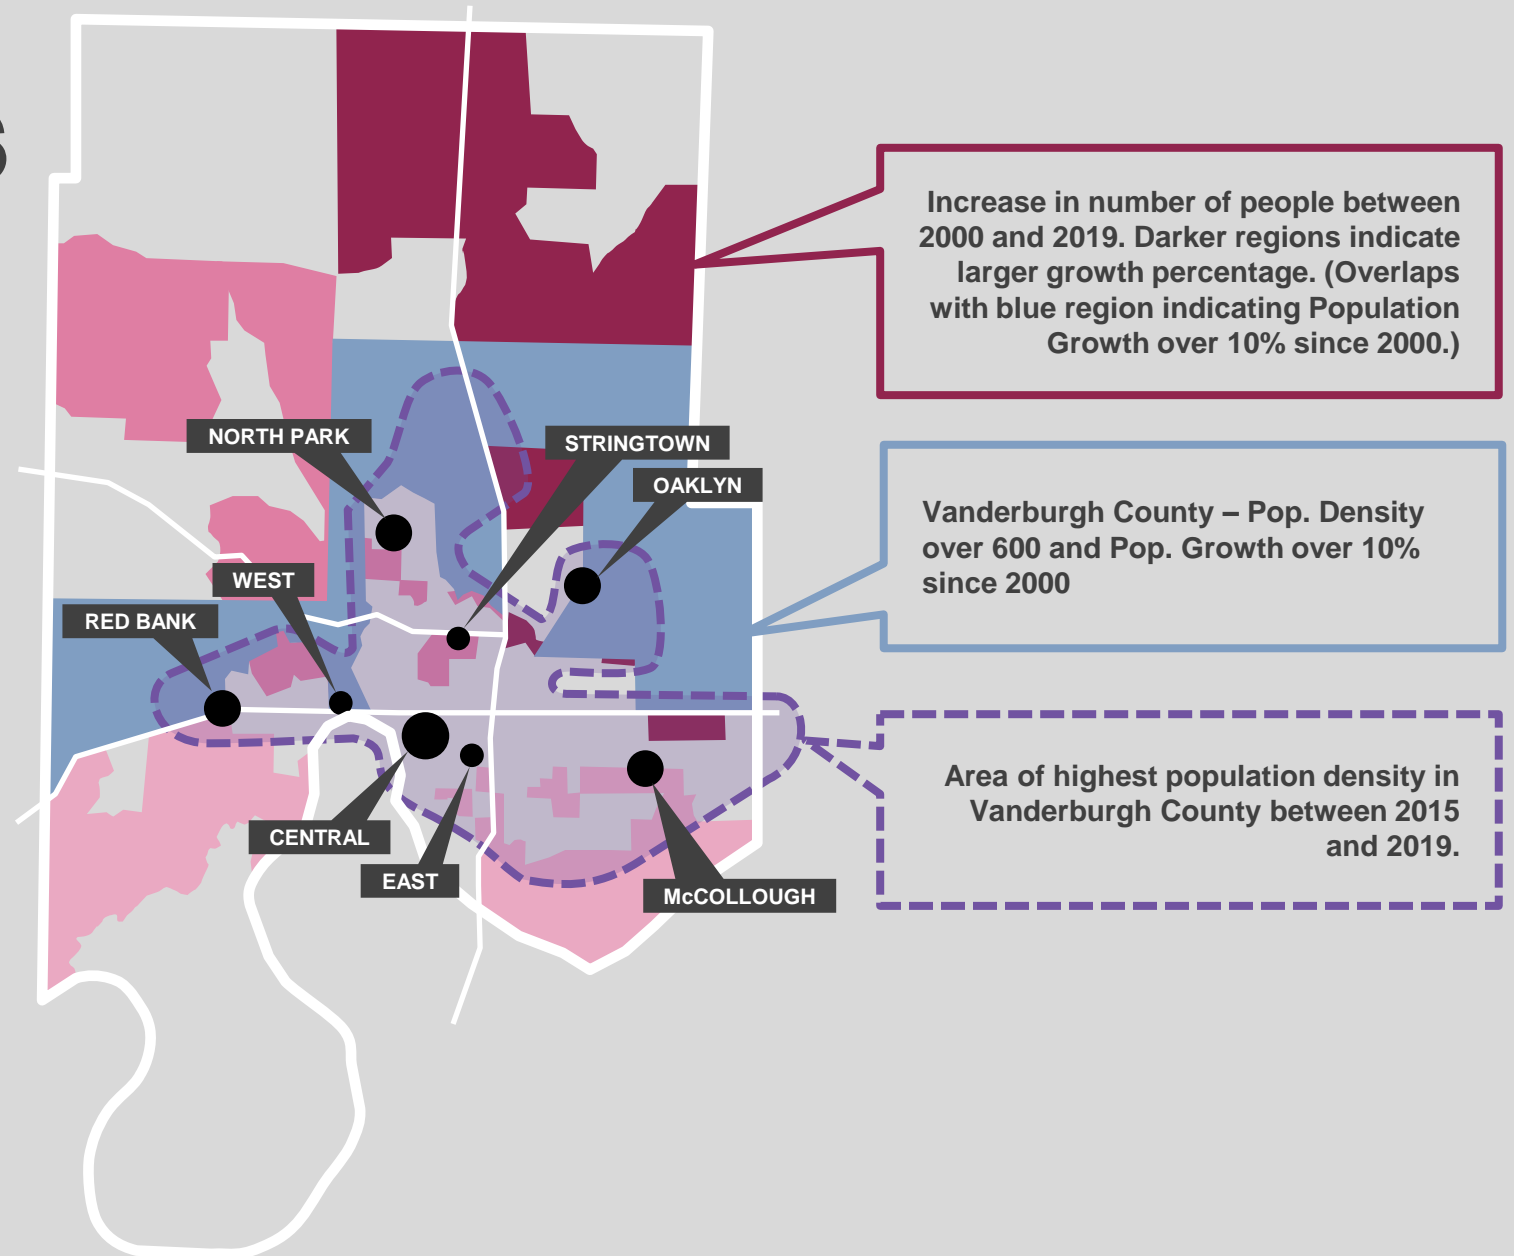 S
Increase in number of people between
2000 and 2019. Darker regions indicate
larger growth percentage. (Overlaps
with blue region indicating Population
Growth over 10% since 2000.)
NORTH PARK
STRINGTOWN
OAKLYN
Vanderburgh County – Pop. Density
over 600 and Pop. Growth over 10%
since 2000
WEST
RED BANK
Area of highest population density in
Vanderburgh County between 2015
and 2019.
CENTRAL
EAST
McCOLLOUGH